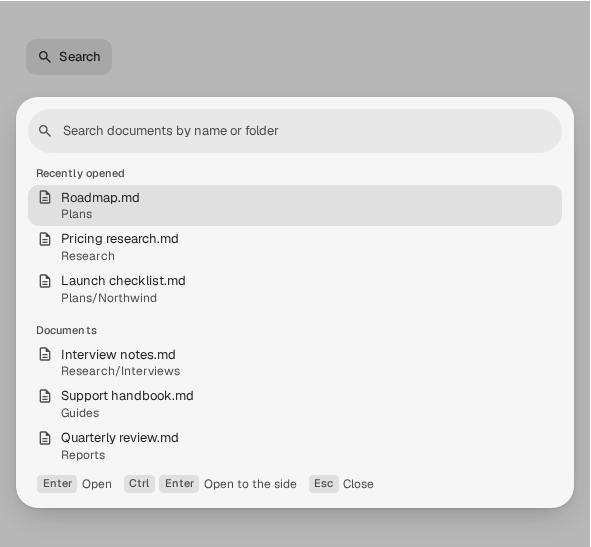 Search
Search documents by name or folder
Recently opened
Roadmap.md
Plans
Pricing research.md
Research
Launch checklist.md
Plans/Northwind
Documents
Interview notes.md
Research/Interviews
Support handbook.md
Guides
Quarterly review.md
Reports
Enter Open Ctrl Enter Open to the side Esc Close